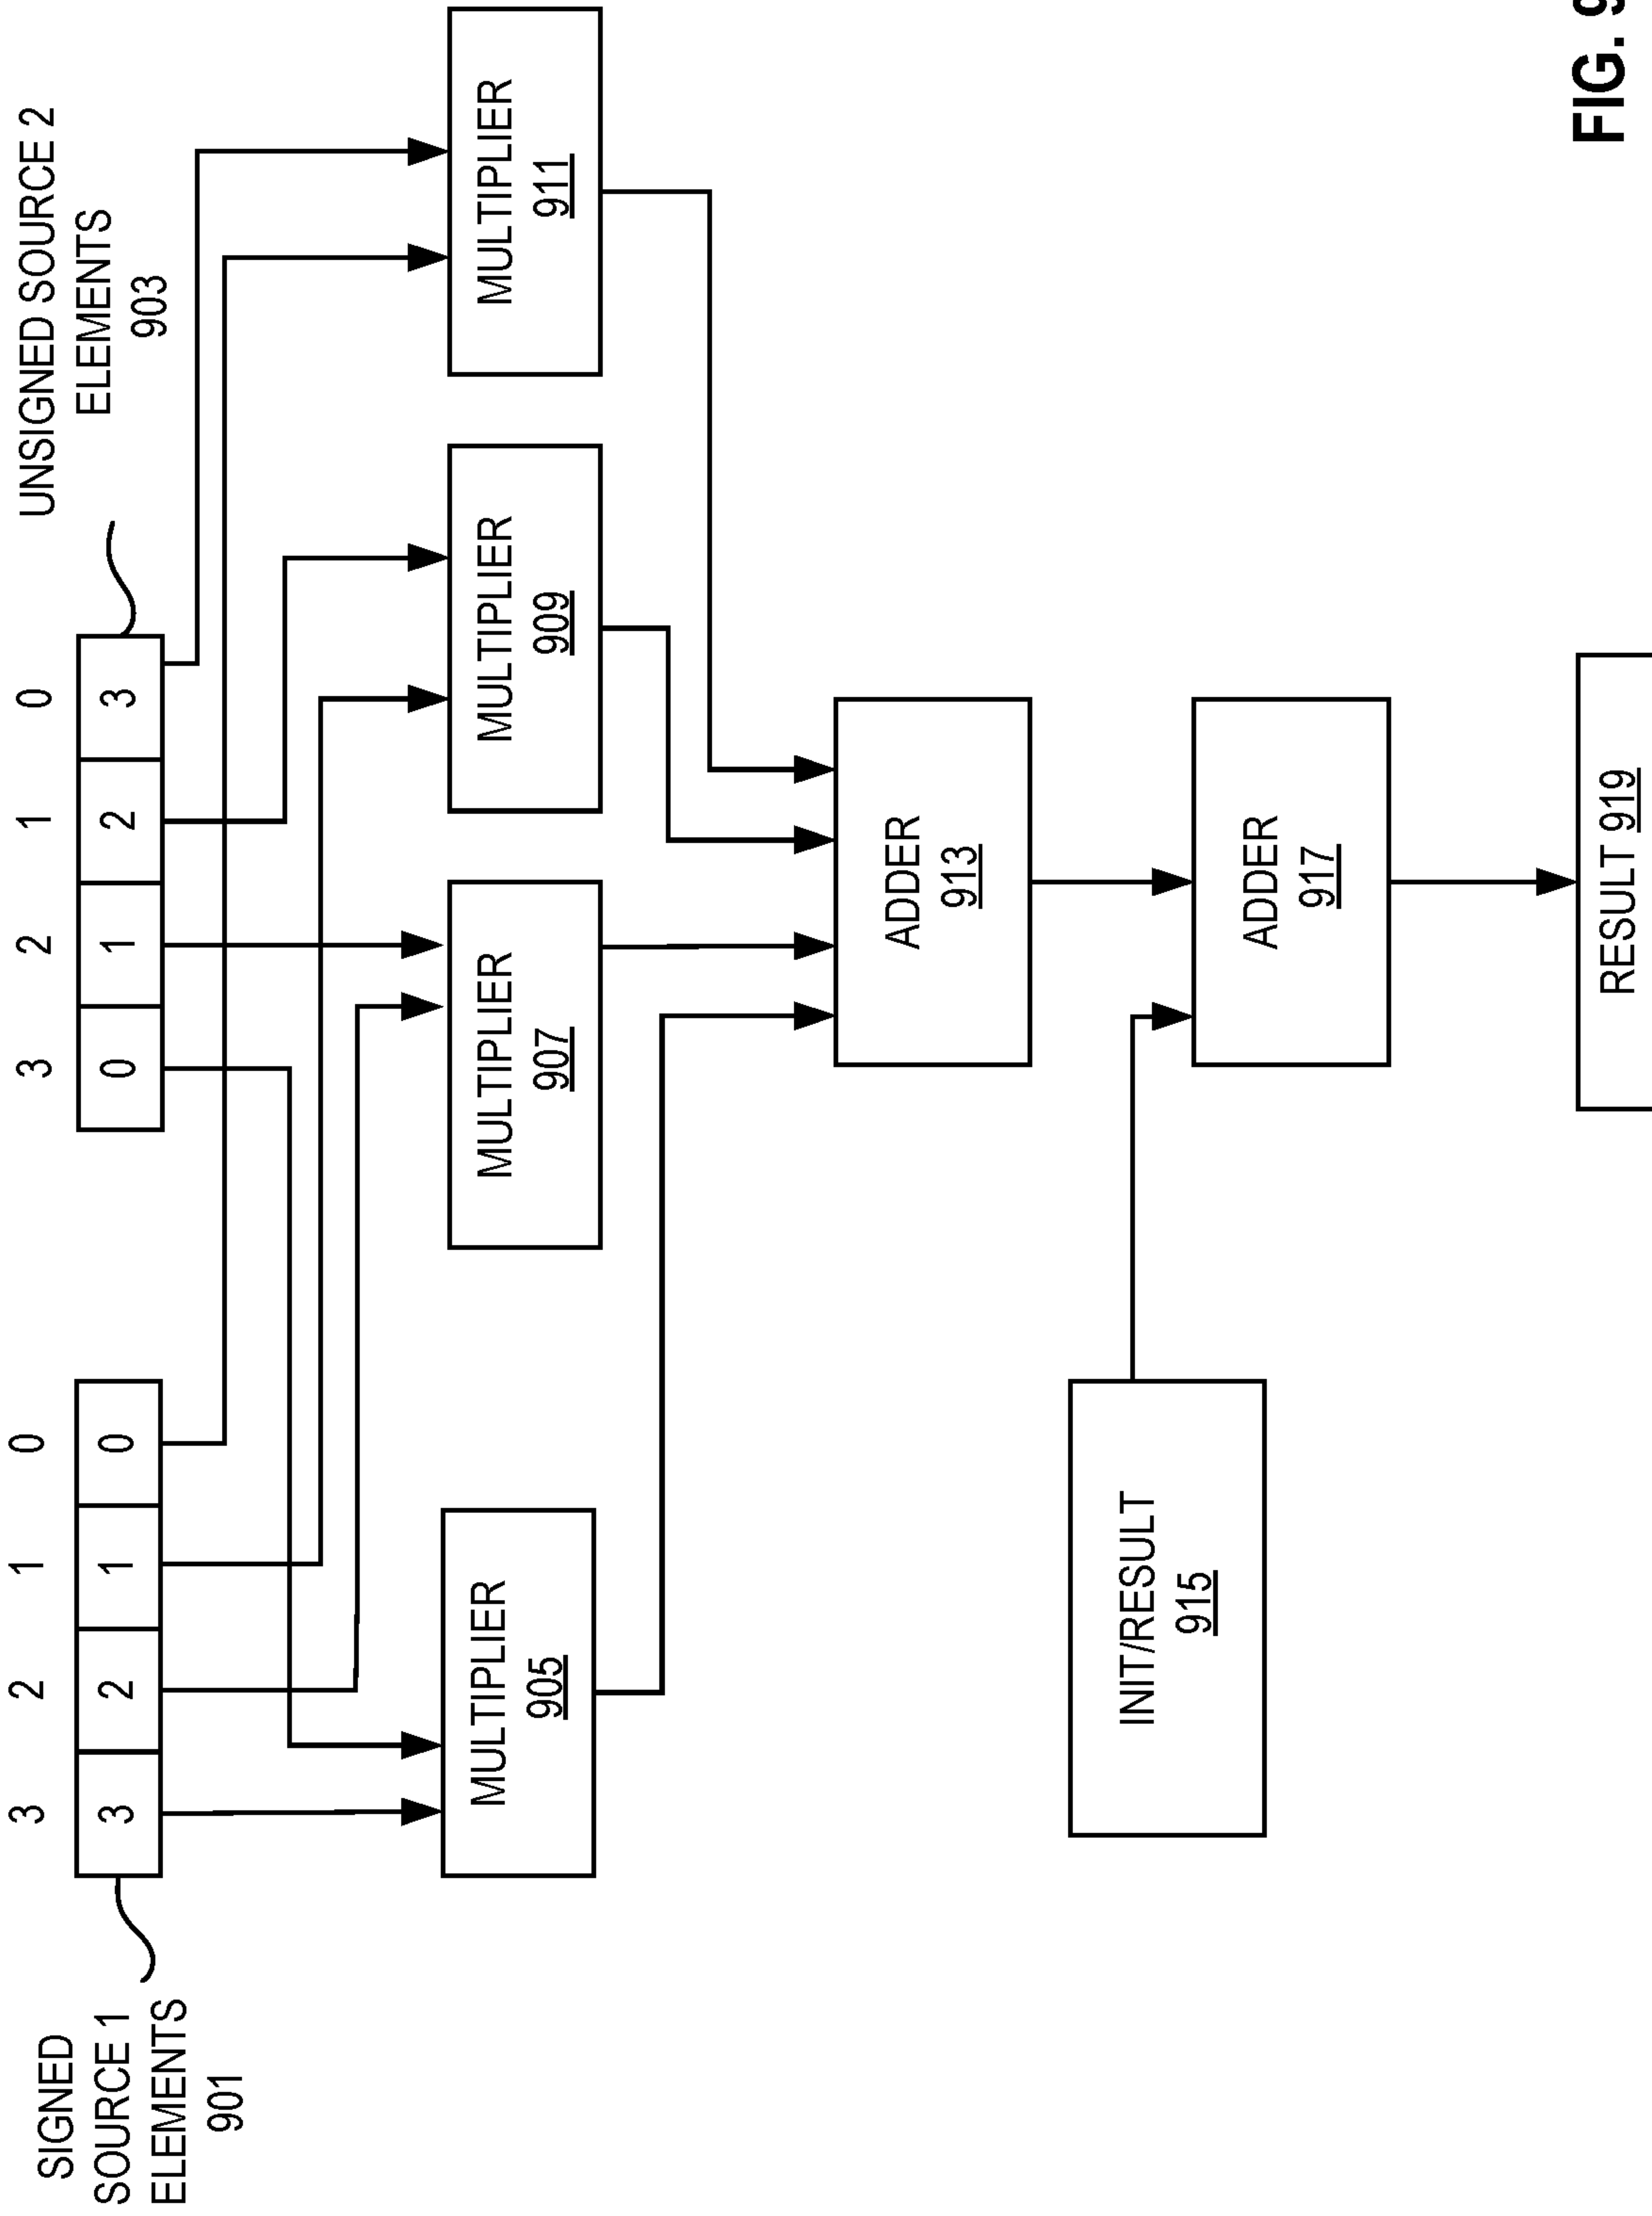 SIGNED
SOURCE 1
ELEMENTS
901
3 2 1 0
3 2 1 0
UNSIGNED SOURCE 2
ELEMENTS
903
3 2 1 0
0 1 2 3
MULTIPLIER
905
MULTIPLIER
907
MULTIPLIER
909
MULTIPLIER
911
ADDER
913
INIT/RESULT
915
ADDER
917
RESULT 919
FIG. 9